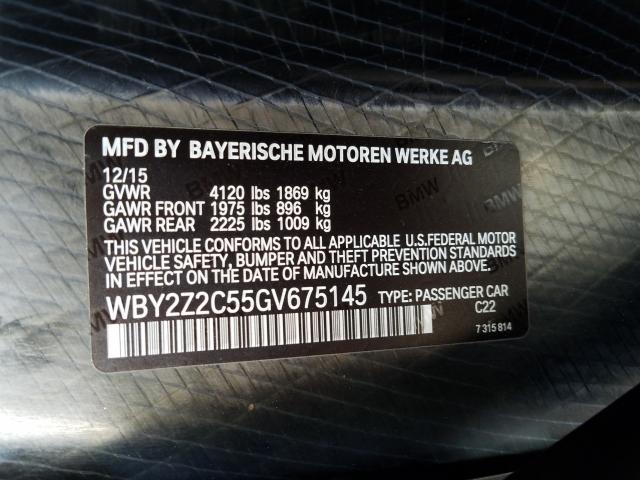 MFD BY BAYERISCHE MOTOREN WERKE AG
12/15
GVWR 4120 lbs 1869 kg
GAWR FRONT 1975 lbs 896 kg
GAWR REAR 2225 lbs 1009 kg
THIS VEHICLE CONFORMS TO ALL APPLICABLE U.S.FEDERAL MOTOR
VEHICLE SAFETY, BUMPER AND THEFT PREVENTION STANDARDS
IN EFFECT ON THE DATE OF MANUFACTURE SHOWN ABOVE.
WBY2Z2C55GV675145 TYPE: PASSENGER CAR
C22
7 315 814